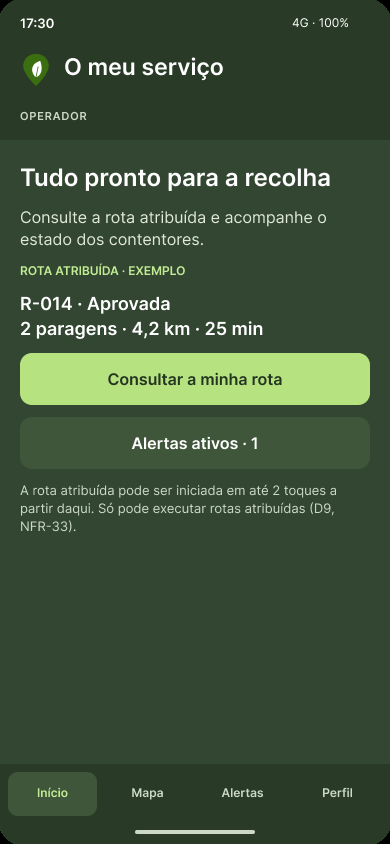 17:30
4G · 100%
O meu serviço
OPERADOR
Tudo pronto para a recolha
Consulte a rota atribuída e acompanhe o
estado dos contentores.
ROTA ATRIBUÍDA · EXEMPLO
R-014 · Aprovada
2 paragens · 4,2 km · 25 min
Consultar a minha rota
Alertas ativos · 1
A rota atribuída pode ser iniciada em até 2 toques a
partir daqui. Só pode executar rotas atribuídas (D9,
NFR-33).
Início
Mapa
Alertas
Perfil